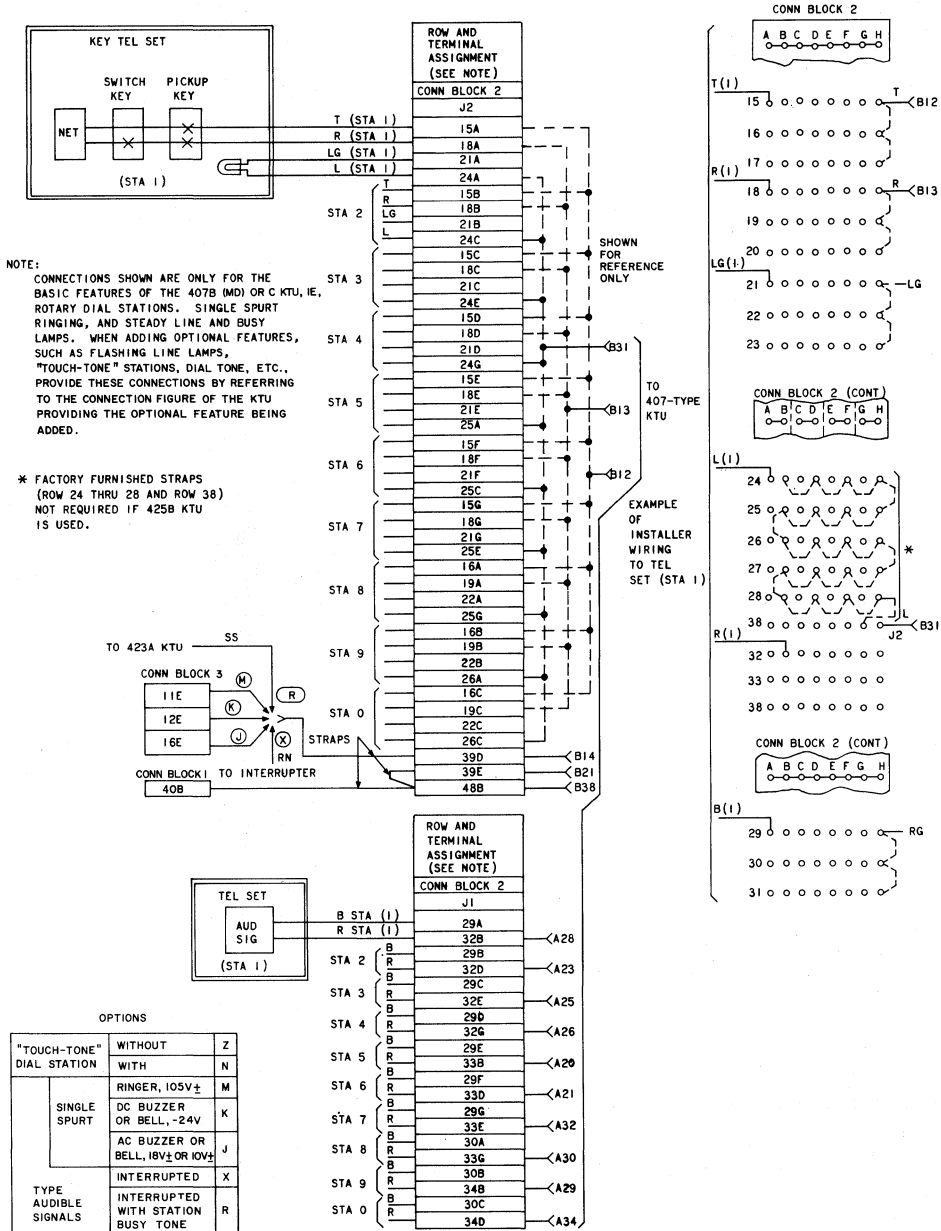 KEY TEL SET
SWITCH KEY
PICKUP KEY
NET
(STA 1)
T (STA 1)
R (STA 1)
LG (STA 1)
L (STA 1)
ROW AND
TERMINAL
ASSIGNMENT
(SEE NOTE)
CONN BLOCK 2
J2
15A
18A
21A
24A
STA 2
T
R
LG
L
15B
18B
21B
24C
STA 3
15C
18C
21C
24E
STA 4
15D
18D
21D
24G
STA 5
15E
18E
21E
25A
STA 6
15F
18F
21F
25C
STA 7
15G
18G
21G
25E
STA 8
16A
19A
22A
25G
STA 9
16B
19B
22B
26A
STA 0
16C
19C
22C
26C
39D
39E
48B
SHOWN
FOR
REFERENCE
ONLY
B31
B13
B12
B14
B21
B38
TO
407-TYPE
KTU
NOTE:
CONNECTIONS SHOWN ARE ONLY FOR THE
BASIC FEATURES OF THE 407B (MD) OR C KTU, IE,
ROTARY DIAL STATIONS. SINGLE SPURT
RINGING, AND STEADY LINE AND BUSY
LAMPS. WHEN ADDING OPTIONAL FEATURES,
SUCH AS FLASHING LINE LAMPS,
"TOUCH-TONE" STATIONS, DIAL TONE, ETC.,
PROVIDE THESE CONNECTIONS BY REFERRING
TO THE CONNECTION FIGURE OF THE KTU
PROVIDING THE OPTIONAL FEATURE BEING
ADDED.
* FACTORY FURNISHED STRAPS
(ROW 24 THRU 28 AND ROW 38)
NOT REQUIRED IF 425B KTU
IS USED.
TO 423A KTU
SS
CONN BLOCK 3
11E
12E
16E
M
K
J
R
X
RN
STRAPS
TO INTERRUPTER
CONN BLOCK 1
40B
ROW AND
TERMINAL
ASSIGNMENT
(SEE NOTE)
CONN BLOCK 2
J1
TEL SET
AUD
SIG
(STA 1)
B STA (1)
R STA (1)
29A
32B
A28
STA 2
B
R
29B
32D
A23
STA 3
B
R
29C
32E
A25
STA 4
B
R
29D
32G
A26
STA 5
B
R
29E
33B
A20
STA 6
B
R
29F
33D
A21
STA 7
B
R
29G
33E
A32
STA 8
B
R
30A
33G
A30
STA 9
B
R
30B
34B
A29
STA 0
B
R
30C
34D
A34
OPTIONS
"TOUCH-TONE" DIAL STATION
WITHOUT Z
WITH N
TYPE AUDIBLE SIGNALS
SINGLE SPURT
RINGER, 105V± M
DC BUZZER OR BELL, -24V K
AC BUZZER OR BELL, 18V± OR 10V± J
INTERRUPTED X
INTERRUPTED WITH STATION BUSY TONE R
EXAMPLE
OF
INSTALLER
WIRING
TO TEL
SET (STA 1)
CONN BLOCK 2
A B C D E F G H
T(1)
15
T
B12
16
17
R(1)
18
R
B13
19
20
LG(1)
21
LG
22
23
CONN BLOCK 2 (CONT)
A B C D E F G H
L(1)
24
25
26
*
27
28
L
38
J2
B31
R(1)
32
33
38
CONN BLOCK 2 (CONT)
A B C D E F G H
B(1)
29
RG
30
31